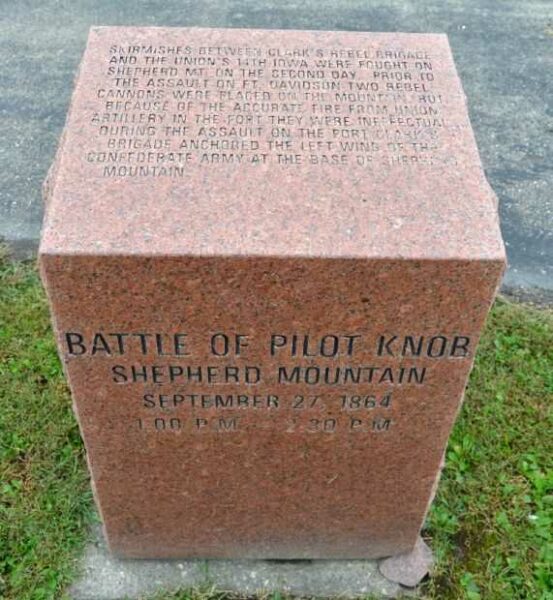 SKIRMISHES BETWEEN CLARK'S REBEL BRIGADE
AND THE UNION'S 14TH IOWA WERE FOUGHT ON
SHEPHERD MT. ON THE SECOND DAY. PRIOR TO
THE ASSAULT ON FT. DAVIDSON TWO REBEL
CANNONS WERE PLACED ON THE MOUNTAIN, BUT
BECAUSE OF THE ACCURATE FIRE FROM UNION
ARTILLERY IN THE FORT THEY WERE INEFFECTUAL
DURING THE ASSAULT ON THE FORT CLARK'S
BRIGADE ANCHORED THE LEFT WING OF THE
CONFEDERATE ARMY AT THE BASE OF SHEPHERD
MOUNTAIN
BATTLE OF PILOT KNOB
SHEPHERD MOUNTAIN
SEPTEMBER 27, 1864
1:00 P.M. - :30 P.M.